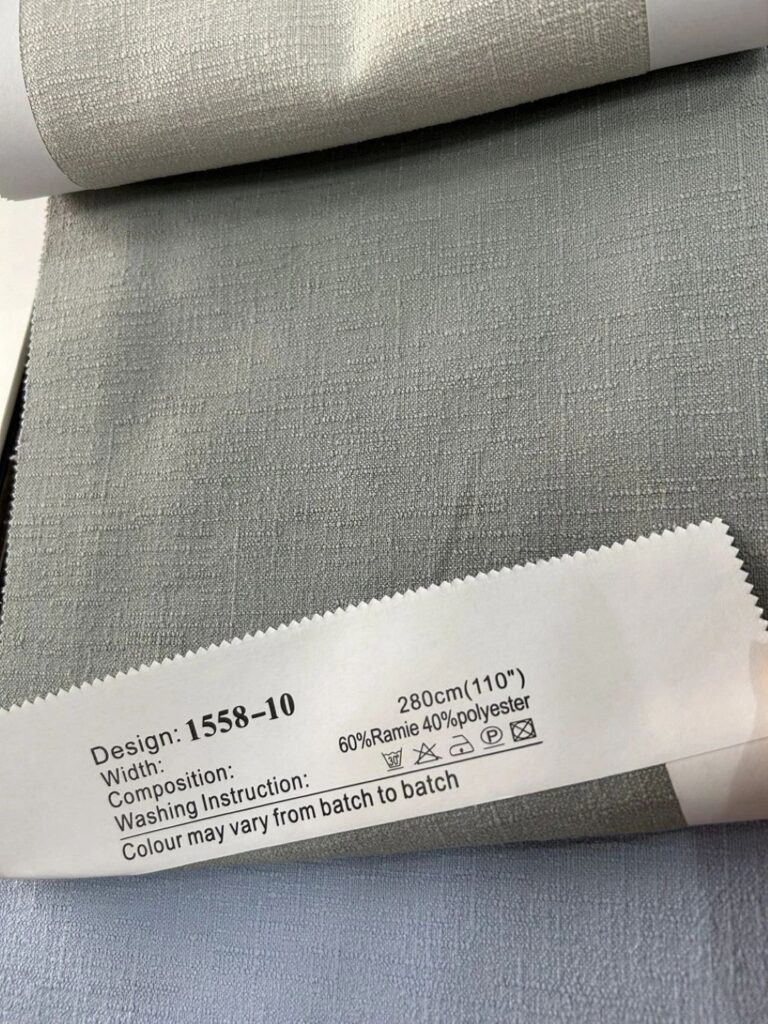 Design: 1558-10
Width: 280cm(110")
Composition: 60%Ramie 40%polyester
Washing Instruction: 30° P
Colour may vary from batch to batch